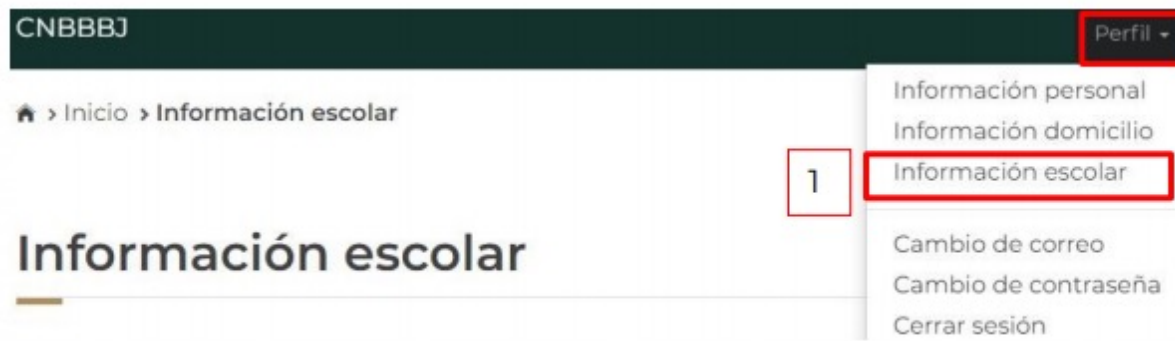 CNBBBJ
Perfil
> Inicio > Información escolar
Información personal
Información domicilio
1
Información escolar
Información escolar
Cambio de correo
Cambio de contraseña
Cerrar sesión